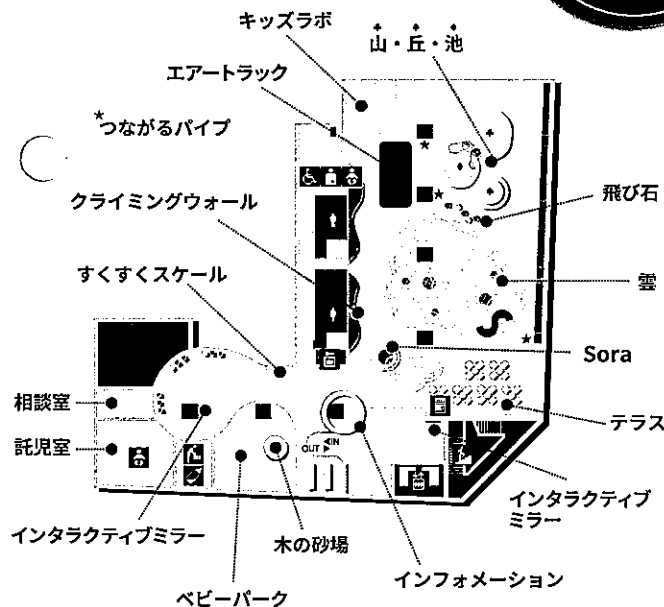 キッズラボ
山・丘・池
エアートラック
*つながるパイプ
クライミングウォール
飛び石
すくすくスケール
雲
Sora
相談室
テラス
託児室
IN
OUT
インタラクティブ
ミラー
インタラクティブミラー
木の砂場
インフォメーション
ベビーパーク